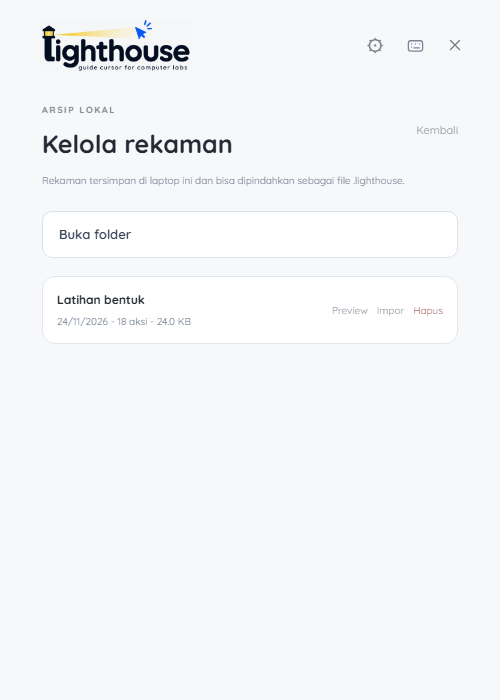 lighthouse
guide cursor for computer labs
ARSIP LOKAL
Kelola rekaman
Kembali
Rekaman tersimpan di laptop ini dan bisa dipindahkan sebagai file .lighthouse.
Buka folder
Latihan bentuk
24/11/2026 - 18 aksi - 24.0 KB
Preview Impor Hapus